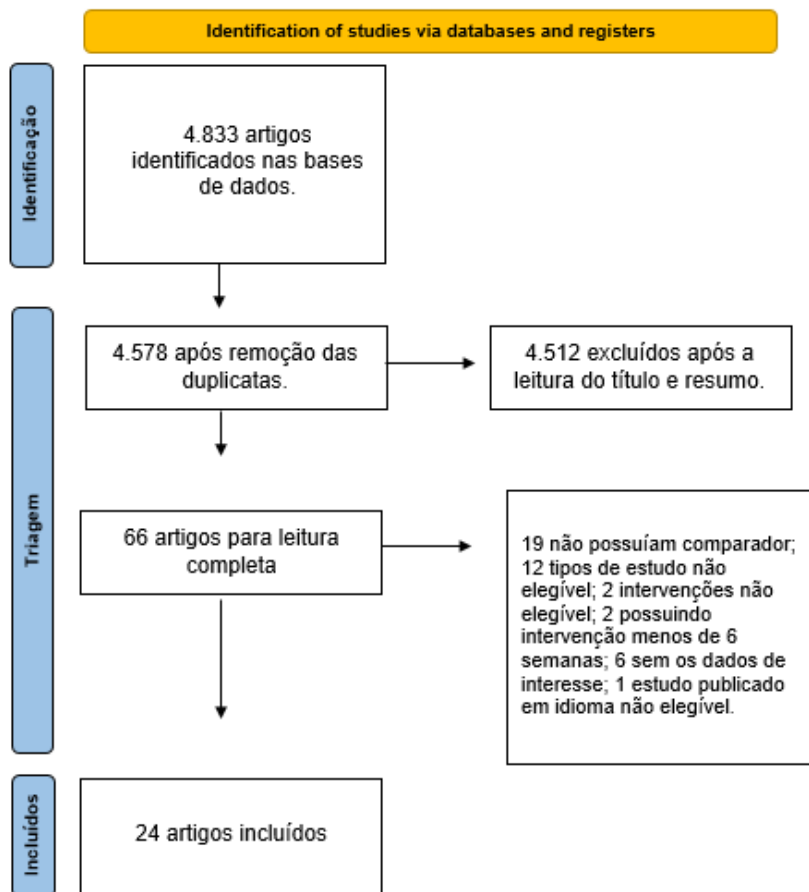 Identification of studies via databases and registers
Identificação
4.833 artigos
identificados nas bases
de dados.
Triagem
4.578 após remoção das
duplicatas.
4.512 excluídos após a
leitura do título e resumo.
66 artigos para leitura
completa
19 não possuíam comparador;
12 tipos de estudo não
elegível; 2 intervenções não
elegível; 2 possuindo
intervenção menos de 6
semanas; 6 sem os dados de
interesse; 1 estudo publicado
em idioma não elegível.
Incluídos
24 artigos incluídos